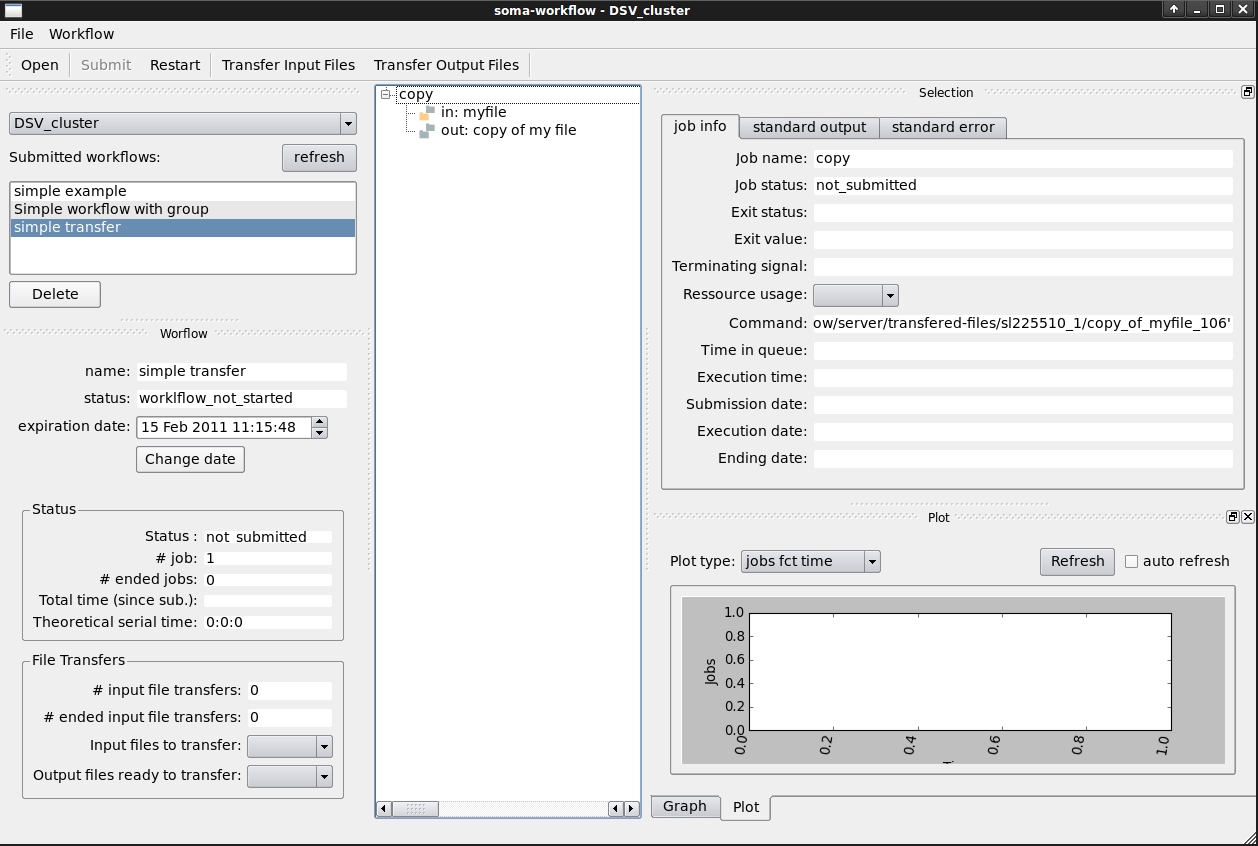 soma-workflow - DSV_cluster
File Workflow
Open Submit Restart Transfer Input Files Transfer Output Files
DSV_cluster
Submitted workflows: refresh
simple example
Simple workflow with group
simple transfer
Delete
Worflow
name: simple transfer
status: worklflow_not_started
expiration date: 15 Feb 2011 11:15:48
Change date
Status
Status : not submitted
# job: 1
# ended jobs: 0
Total time (since sub.):
Theoretical serial time: 0:0:0
File Transfers
# input file transfers: 0
# ended input file transfers: 0
Input files to transfer:
Output files ready to transfer:
copy
in: myfile
out: copy of my file
Selection
job info standard output standard error
Job name: copy
Job status: not_submitted
Exit status:
Exit value:
Terminating signal:
Ressource usage:
Command: ow/server/transfered-files/sl225510_1/copy_of_myfile_106'
Time in queue:
Execution time:
Submission date:
Execution date:
Ending date:
Plot
Plot type: jobs fct time Refresh auto refresh
1.0
0.8
0.6
0.4
0.2
0.0
Jobs
0.0 0.2 0.4 0.6 0.8 1.0
Graph Plot